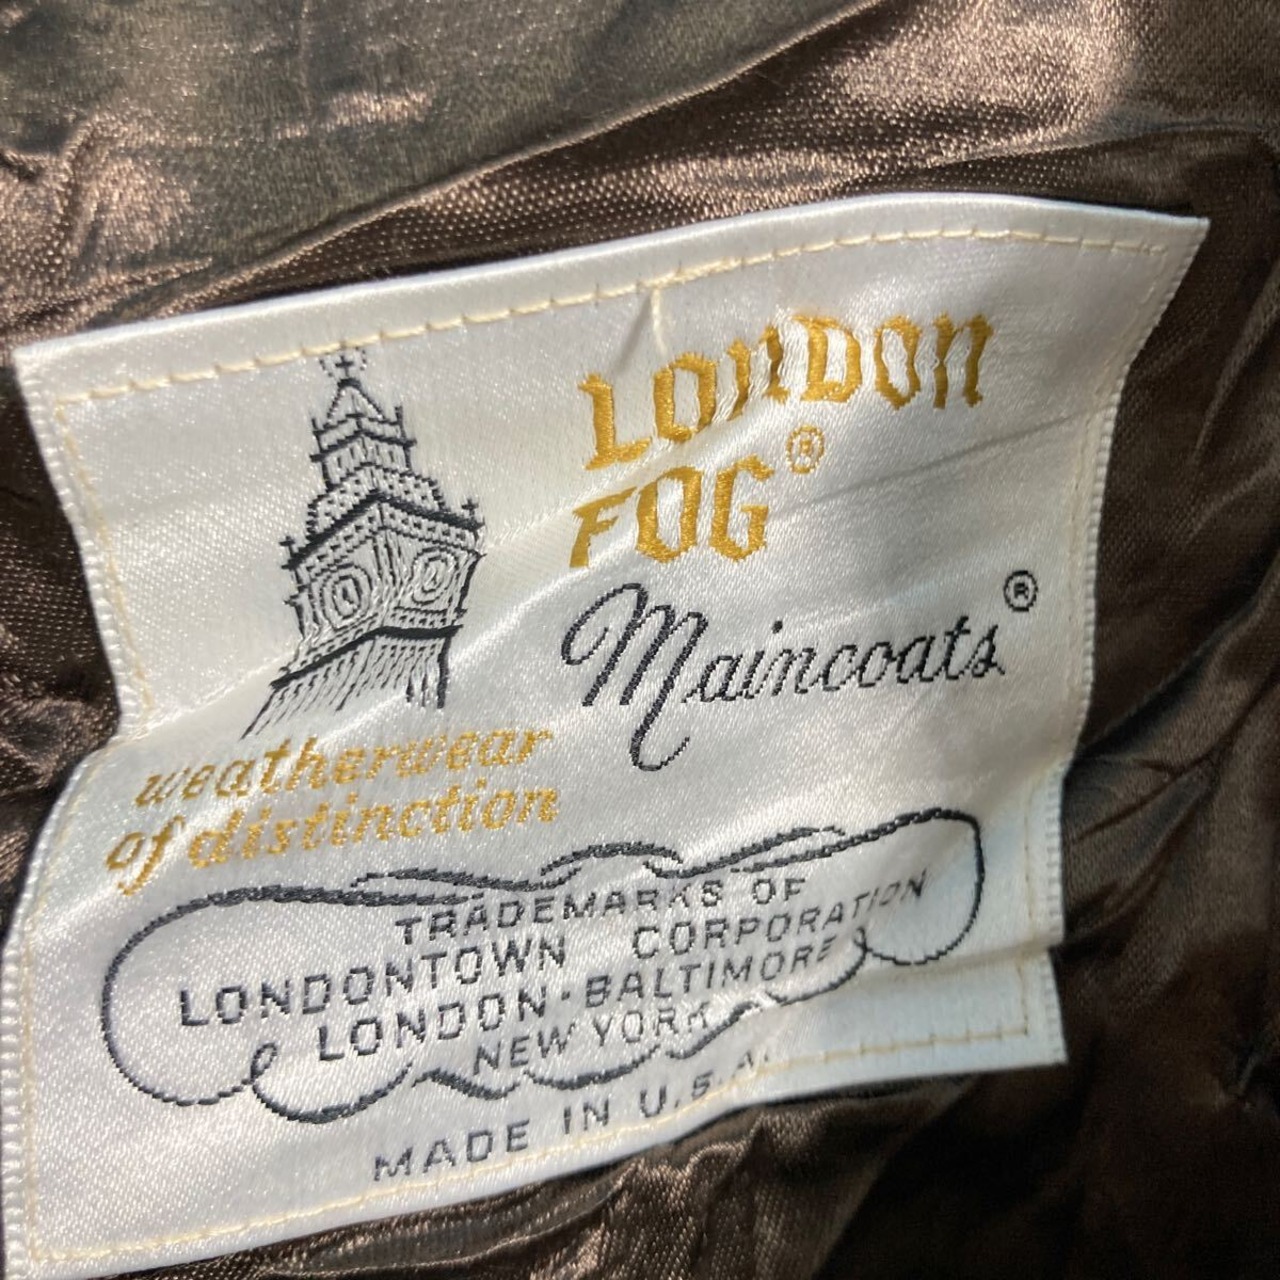 LONDON
FOG®
Maincoats®
weatherwear
of distinction
TRADEMARKS OF
LONDONTOWN CORPORATION
LONDON·BALTIMORE
NEW YORK
MADE IN U.S.A.